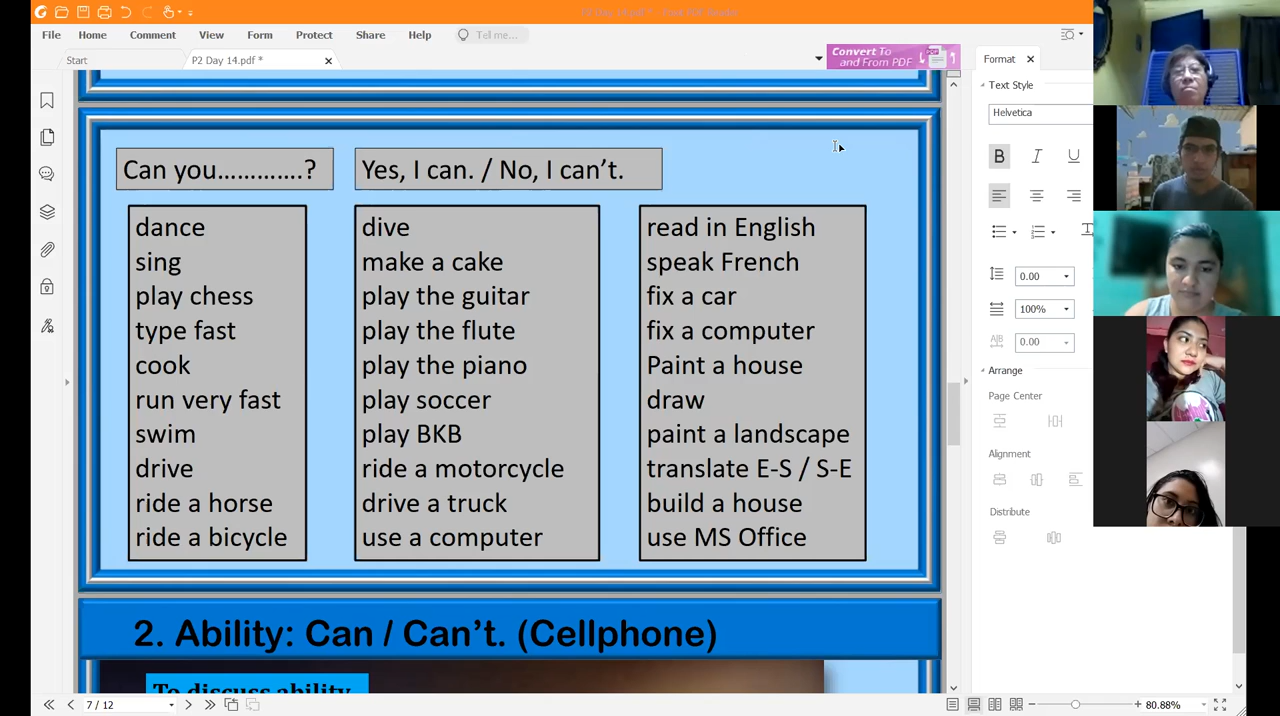 File Home Comment View Form Protect Share Help Tell me...
Start P2 Day 14.pdf * Convert To and From PDF
Format
Text Style
Helvetica
B I U
0.00
100%
0.00
Arrange
Page Center
Alignment
Distribute
Can you.............? Yes, I can. / No, I can't.
dance
sing
play chess
type fast
cook
run very fast
swim
drive
ride a horse
ride a bicycle
dive
make a cake
play the guitar
play the flute
play the piano
play soccer
play BKB
ride a motorcycle
drive a truck
use a computer
read in English
speak French
fix a car
fix a computer
Paint a house
draw
paint a landscape
translate E-S / S-E
build a house
use MS Office
2. Ability: Can / Can't. (Cellphone)
To discuss ability
7 / 12 80.88%